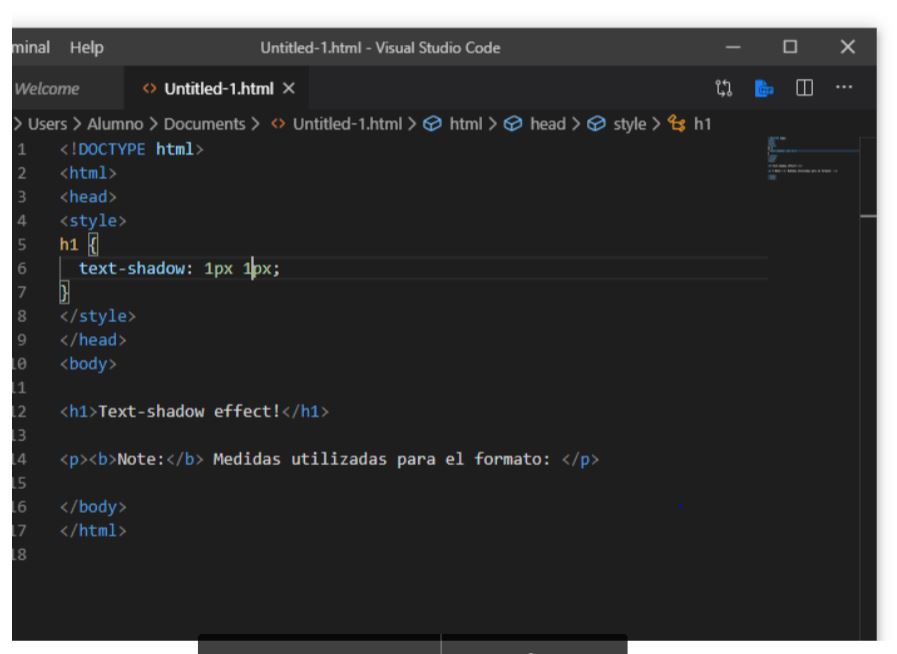 minal Help Untitled-1.html - Visual Studio Code
Welcome <> Untitled-1.html ×
> Users > Alumno > Documents > <> Untitled-1.html > html > head > style > h1
1 <!DOCTYPE html>
2 <html>
3 <head>
4 <style>
5 h1 {
6 text-shadow: 1px 1px;
7 }
8 </style>
9 </head>
10 <body>
11
12 <h1>Text-shadow effect!</h1>
13
14 <p><b>Note:</b> Medidas utilizadas para el formato: </p>
15
16 </body>
17 </html>
18